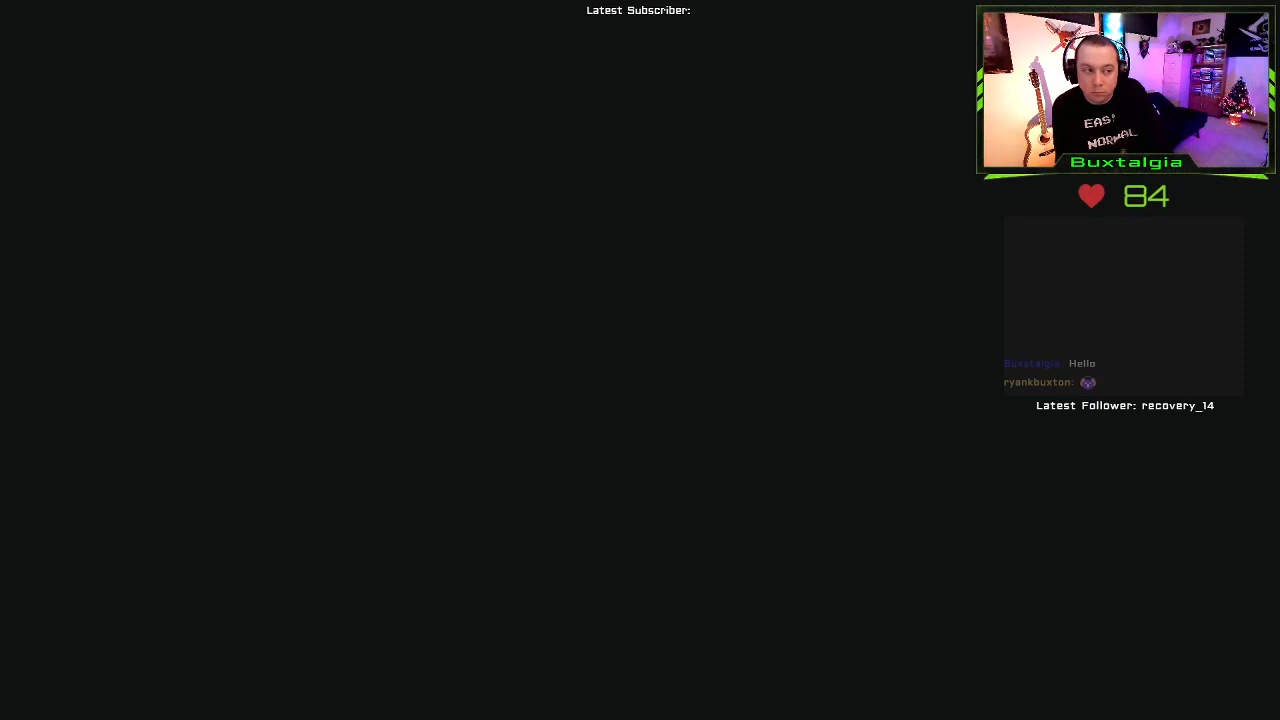 Latest Subscriber:
EASY
NORMAL
Buxtalgia
84
Buxtalgia: Hello
ryankbuxton:
Latest Follower: recovery_14